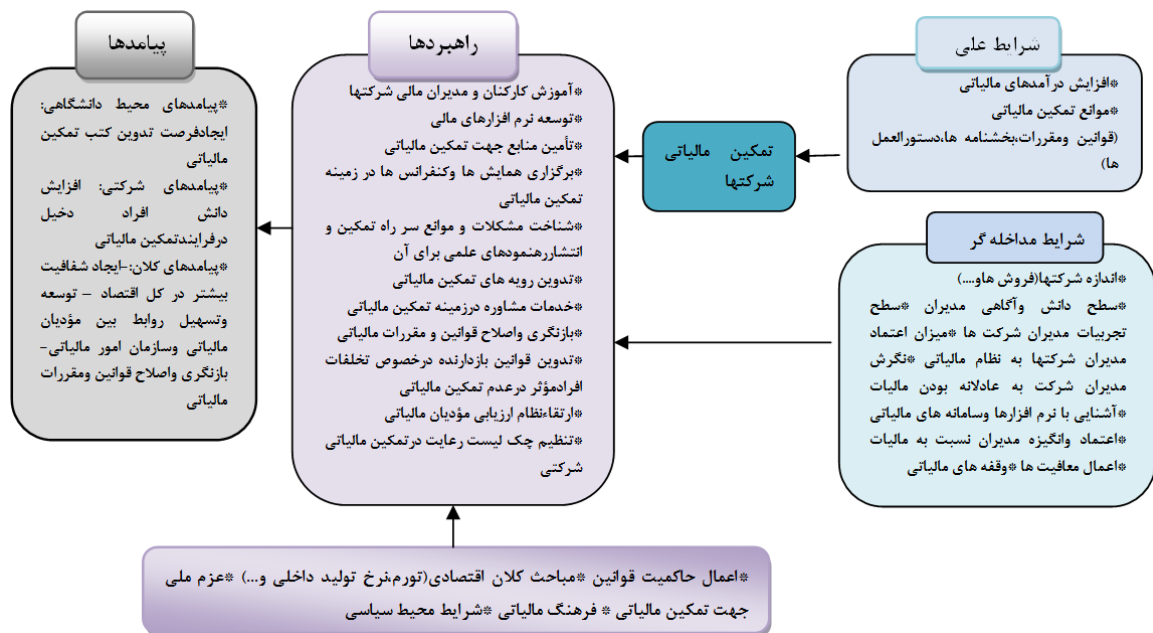 شرایط علی
*افزایش درآمدهای مالیاتی
*موانع تمکین مالیاتی
(قوانین ومقررات،بخشنامه ها،دستورالعمل
ها)
شرایط مداخله گر
*اندازه شرکتها(فروش هاو....)
*سطح دانش وآگاهی مدیران *سطح
تجربیات مدیران شرکت ها *میزان اعتماد
مدیران شرکتها به نظام مالیاتی *نگرش
مدیران شرکت به عادلانه بودن مالیات
*آشنایی با نرم افزارها وسامانه های مالیاتی
*اعتماد وانگیزه مدیران نسبت به مالیات
*اعمال معافیت ها *وقفه های مالیاتی
تمکین مالیاتی
شرکتها
راهبردها
*آموزش کارکنان و مدیران مالی شرکتها
*توسعه نرم افزارهای مالی
*تأمین منابع جهت تمکین مالیاتی
*برگزاری همایش ها وکنفرانس ها در زمینه
تمکین مالیاتی
*شناخت مشکلات و موانع سر راه تمکین و
انتشاررهنمودهای علمی برای آن
*تدوین رویه های تمکین مالیاتی
*خدمات مشاوره درزمینه تمکین مالیاتی
*بازنگری واصلاح قوانین و مقررات مالیاتی
*تدوین قوانین بازدارنده درخصوص تخلفات
افرادمؤثر درعدم تمکین مالیاتی
*ارتقاءنظام ارزیابی مؤدیان مالیاتی
*تنظیم چک لیست رعایت درتمکین مالیاتی
شرکتی
پیامدها
*پیامدهای محیط دانشگاهی:
ایجادفرصت تدوین کتب تمکین
مالیاتی
*پیامدهای شرکتی: افزایش
دانش افراد دخیل
درفرایندتمکین مالیاتی
*پیامدهای کلان:-ایجاد شفافیت
بیشتر در کل اقتصاد – توسعه
وتسهیل روابط بین مؤدیان
مالیاتی وسازمان امور مالیاتی-
بازنگری واصلاح قوانین ومقررات
مالیاتی
*اعمال حاکمیت قوانین *مباحث کلان اقتصادی(تورم،نرخ تولید داخلی و...) *عزم ملی
جهت تمکین مالیاتی * فرهنگ مالیاتی *شرایط محیط سیاسی